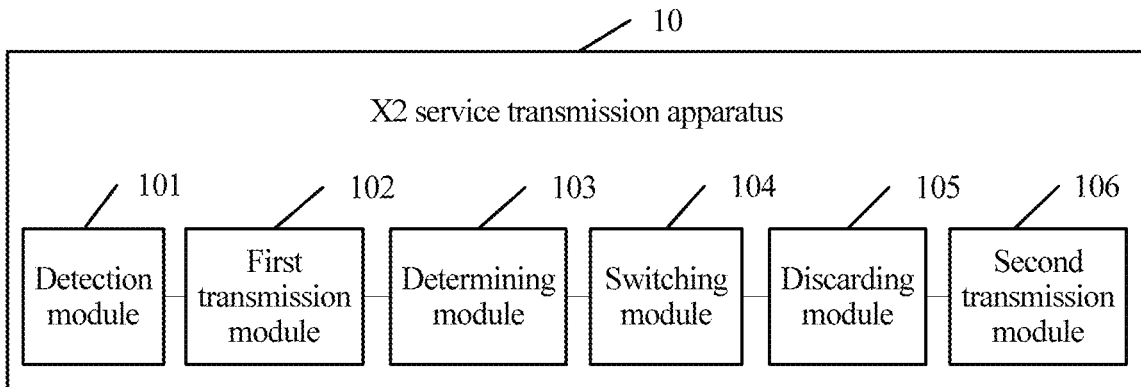 10
X2 service transmission apparatus
101
102
103
104
105
106
Detection
module
First
transmission
module
Determining
module
Switching
module
Discarding
module
Second
transmission
module